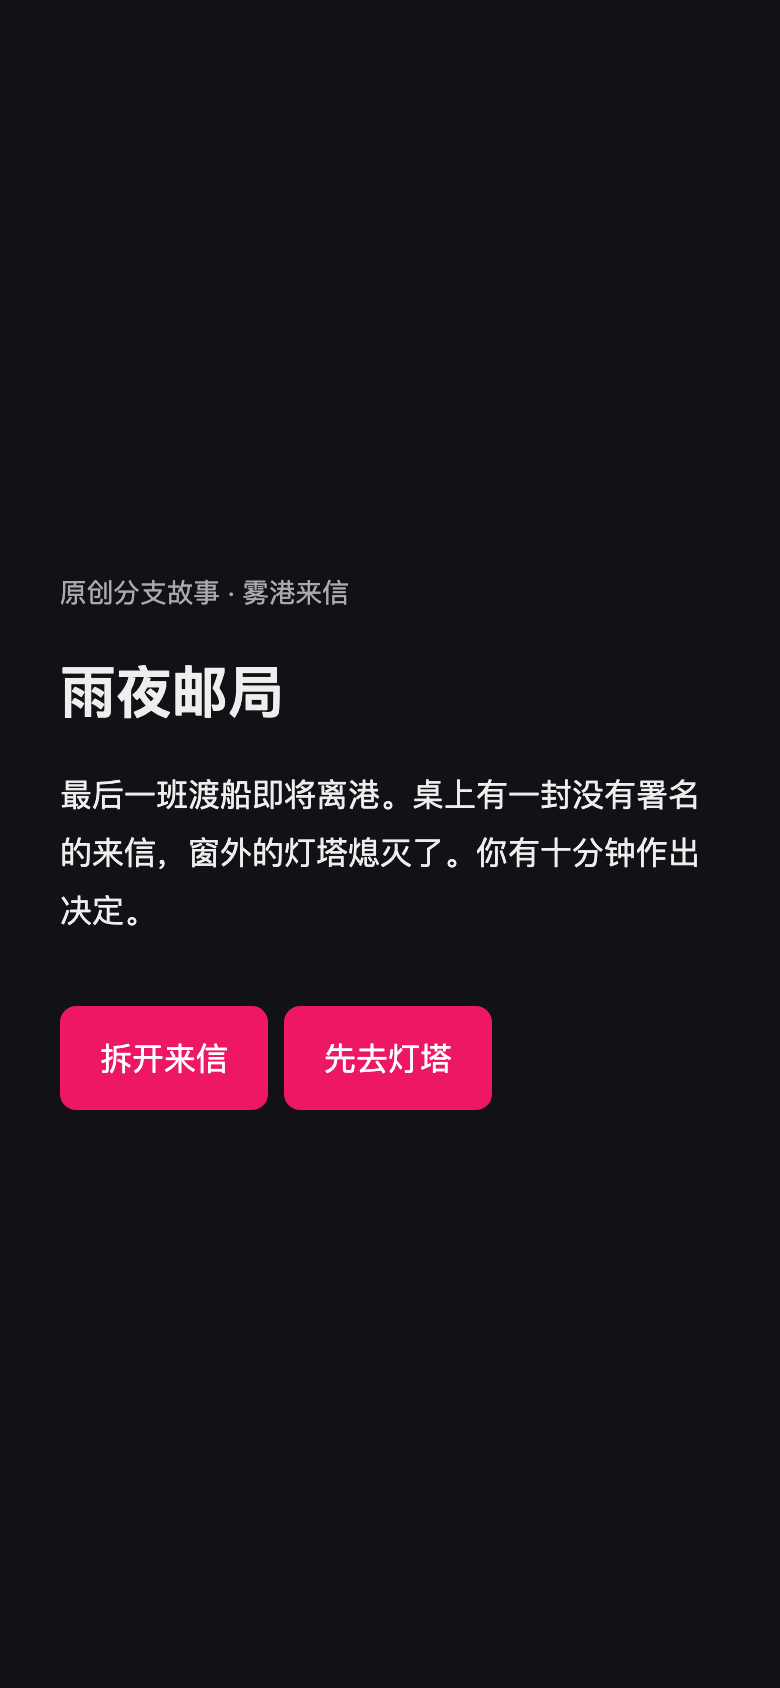 原创分支故事 · 雾港来信
雨夜邮局
最后一班渡船即将离港。桌上有一封没有署名
的来信，窗外的灯塔熄灭了。你有十分钟作出
决定。
拆开来信
先去灯塔